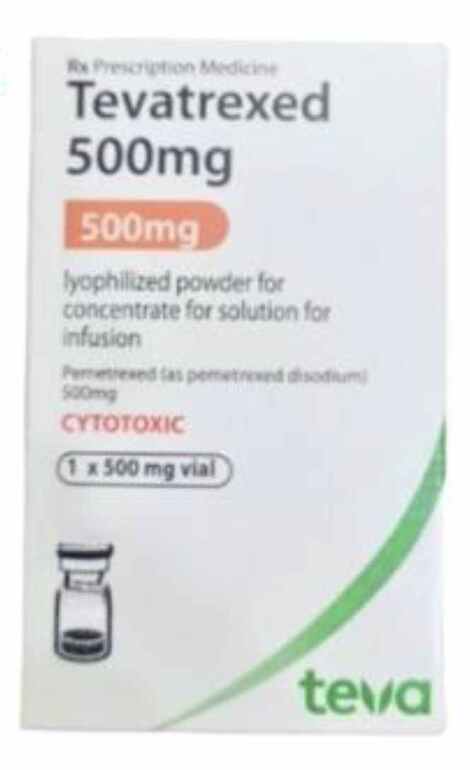 Rx Prescription Medicine
Tevatrexed
500mg
500mg
lyophilized powder for
concentrate for solution for
infusion
Pemetrexed (as pemetrexed disodium)
500mg
CYTOTOXIC
1 x 500 mg vial
teva